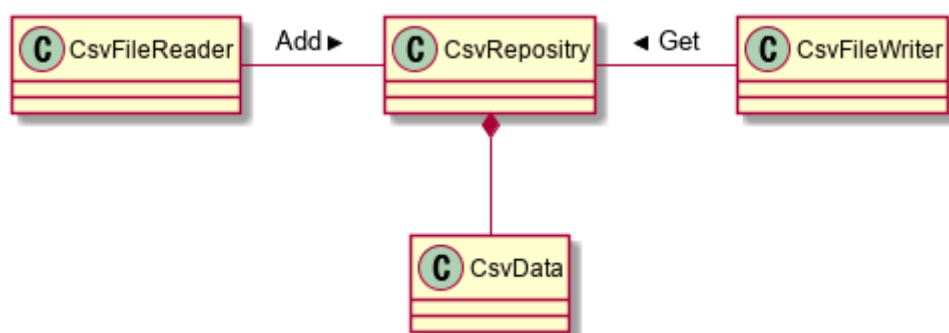 C CsvFileReader
Add ►
C CsvRepositry
◄ Get
C CsvFileWriter
C CsvData